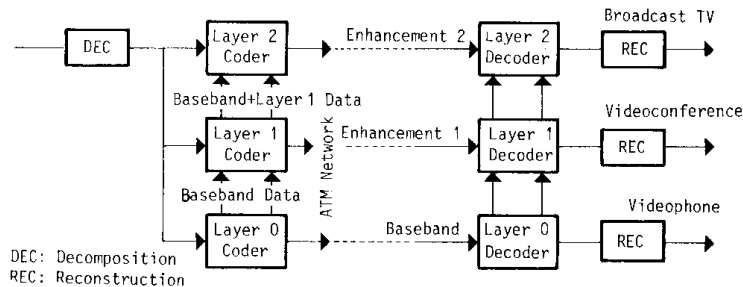 Broadcast TV
DEC
Layer 2
Coder
Enhancement 2
Layer 2
Decoder
REC
Baseband+Layer 1 Data
Videoconference
Layer 1
Coder
ATM Network
Enhancement 1
Layer 1
Decoder
REC
Baseband Data
Videophone
Layer 0
Coder
Baseband
Layer 0
Decoder
REC
DEC: Decomposition
REC: Reconstruction